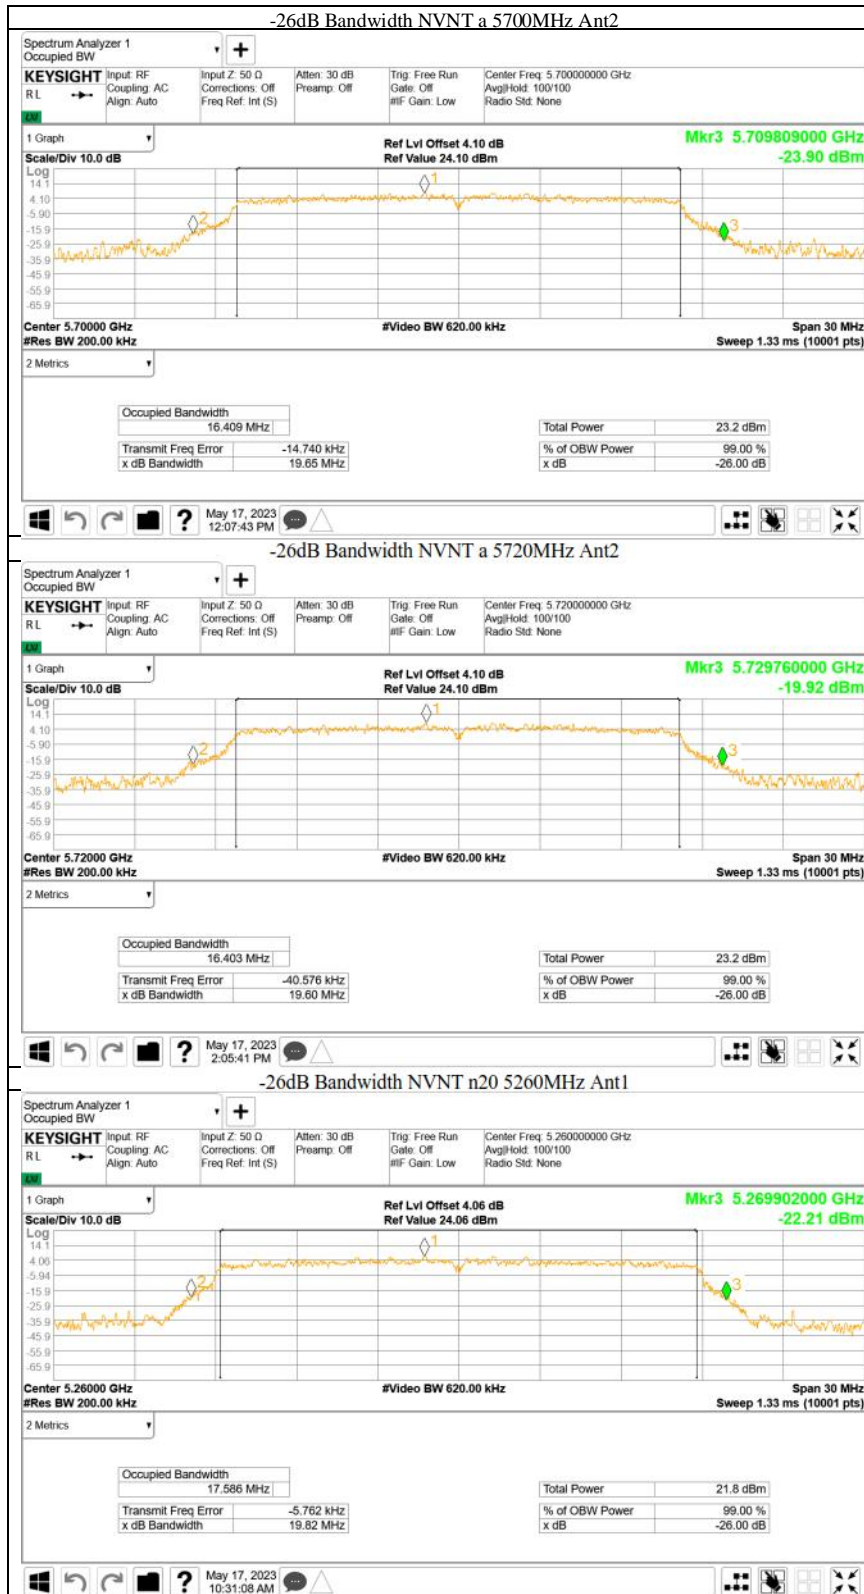 -26dB Bandwidth NVNT a 5700MHz Ant2
Spectrum Analyzer 1
Occupied BW
+
KEYSIGHT Input: RF Input Z: 50 Ω Atten: 30 dB Trig: Free Run Center Freq: 5.700000000 GHz
RL Coupling: AC Corrections: Off Preamp: Off Gate: Off Avg|Hold: 100/100
Align: Auto Freq Ref: Int (S) #IF Gain: Low Radio Std: None
1 Graph Ref Lvl Offset 4.10 dB Mkr3 5.709809000 GHz
Scale/Div 10.0 dB Ref Value 24.10 dBm -23.90 dBm
Log
14.1
4.10
-5.90
-15.9
-25.9
-35.9
-45.9
-55.9
-65.9
1
2
3
Center 5.70000 GHz #Video BW 620.00 kHz Span 30 MHz
#Res BW 200.00 kHz Sweep 1.33 ms (10001 pts)
2 Metrics
Occupied Bandwidth
16.409 MHz Total Power 23.2 dBm
Transmit Freq Error -14.740 kHz % of OBW Power 99.00 %
x dB Bandwidth 19.65 MHz x dB -26.00 dB
? May 17, 2023
12:07:43 PM
-26dB Bandwidth NVNT a 5720MHz Ant2
Spectrum Analyzer 1
Occupied BW
+
KEYSIGHT Input: RF Input Z: 50 Ω Atten: 30 dB Trig: Free Run Center Freq: 5.720000000 GHz
RL Coupling: AC Corrections: Off Preamp: Off Gate: Off Avg|Hold: 100/100
Align: Auto Freq Ref: Int (S) #IF Gain: Low Radio Std: None
1 Graph Ref Lvl Offset 4.10 dB Mkr3 5.729760000 GHz
Scale/Div 10.0 dB Ref Value 24.10 dBm -19.92 dBm
Log
14.1
4.10
-5.90
-15.9
-25.9
-35.9
-45.9
-55.9
-65.9
1
2
3
Center 5.72000 GHz #Video BW 620.00 kHz Span 30 MHz
#Res BW 200.00 kHz Sweep 1.33 ms (10001 pts)
2 Metrics
Occupied Bandwidth
16.403 MHz Total Power 23.2 dBm
Transmit Freq Error -40.576 kHz % of OBW Power 99.00 %
x dB Bandwidth 19.60 MHz x dB -26.00 dB
? May 17, 2023
2:05:41 PM
-26dB Bandwidth NVNT n20 5260MHz Ant1
Spectrum Analyzer 1
Occupied BW
+
KEYSIGHT Input: RF Input Z: 50 Ω Atten: 30 dB Trig: Free Run Center Freq: 5.260000000 GHz
RL Coupling: AC Corrections: Off Preamp: Off Gate: Off Avg|Hold: 100/100
Align: Auto Freq Ref: Int (S) #IF Gain: Low Radio Std: None
1 Graph Ref Lvl Offset 4.06 dB Mkr3 5.269902000 GHz
Scale/Div 10.0 dB Ref Value 24.06 dBm -22.21 dBm
Log
14.1
4.06
-5.94
-15.9
-25.9
-35.9
-45.9
-55.9
-65.9
1
2
3
Center 5.26000 GHz #Video BW 620.00 kHz Span 30 MHz
#Res BW 200.00 kHz Sweep 1.33 ms (10001 pts)
2 Metrics
Occupied Bandwidth
17.586 MHz Total Power 21.8 dBm
Transmit Freq Error -5.762 kHz % of OBW Power 99.00 %
x dB Bandwidth 19.82 MHz x dB -26.00 dB
? May 17, 2023
10:31:08 AM